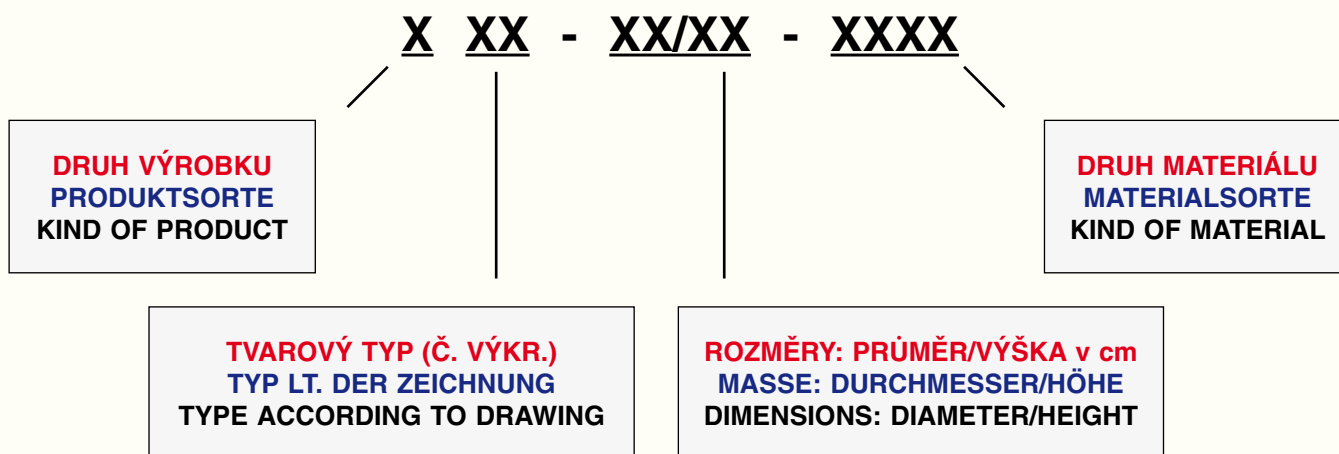 X XX - XX/XX - XXXX
DRUH VÝROBKU
PRODUKTSORTE
KIND OF PRODUCT
DRUH MATERIÁLU
MATERIALSORTE
KIND OF MATERIAL
TVAROVÝ TYP (Č. VÝKR.)
TYP LT. DER ZEICHNUNG
TYPE ACCORDING TO DRAWING
ROZMĚRY: PRŮMĚR/VÝŠKA v cm
MASSE: DURCHMESSER/HÖHE
DIMENSIONS: DIAMETER/HEIGHT